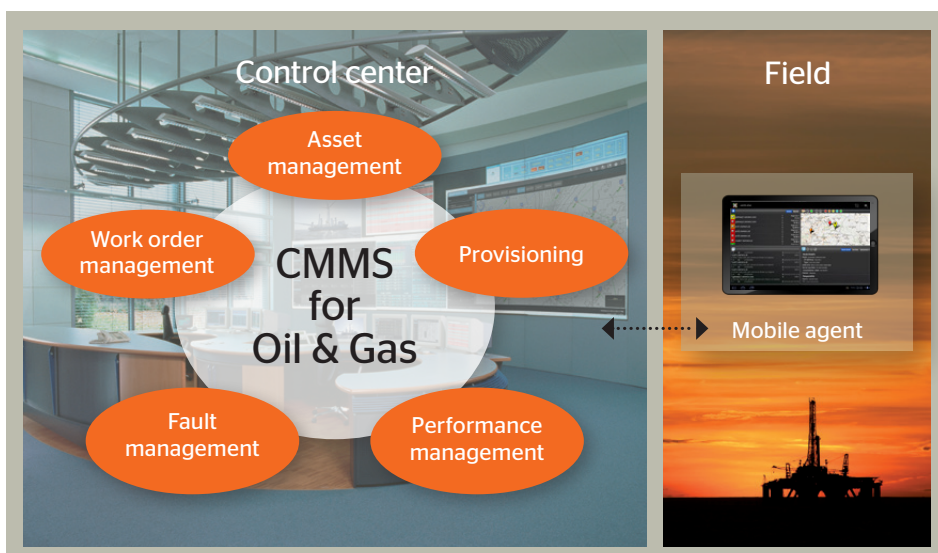 Control center
Field
Asset
management
Work order
management
Provisioning
CMMS
for
Oil & Gas
Mobile agent
Fault
management
Performance
management